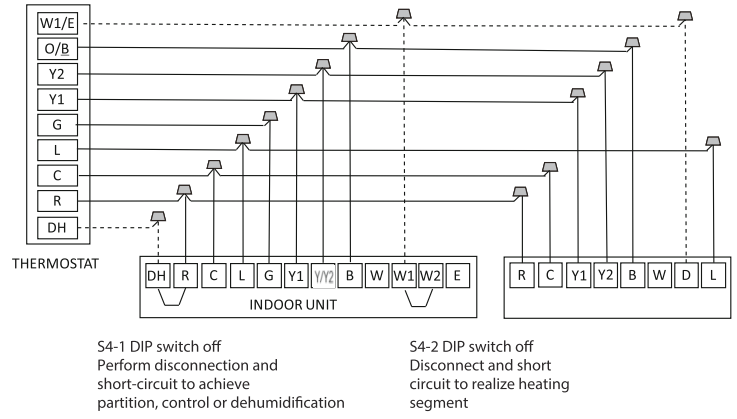 W1/E
O/B
Y2
Y1
G
L
C
R
DH
THERMOSTAT
DH R C L G Y1 Y/Y2 B W W1 W2 E
INDOOR UNIT
R C Y1 Y2 B W D L
S4-1 DIP switch off
Perform disconnection and
short-circuit to achieve
partition, control or dehumidification
S4-2 DIP switch off
Disconnect and short
circuit to realize heating
segment